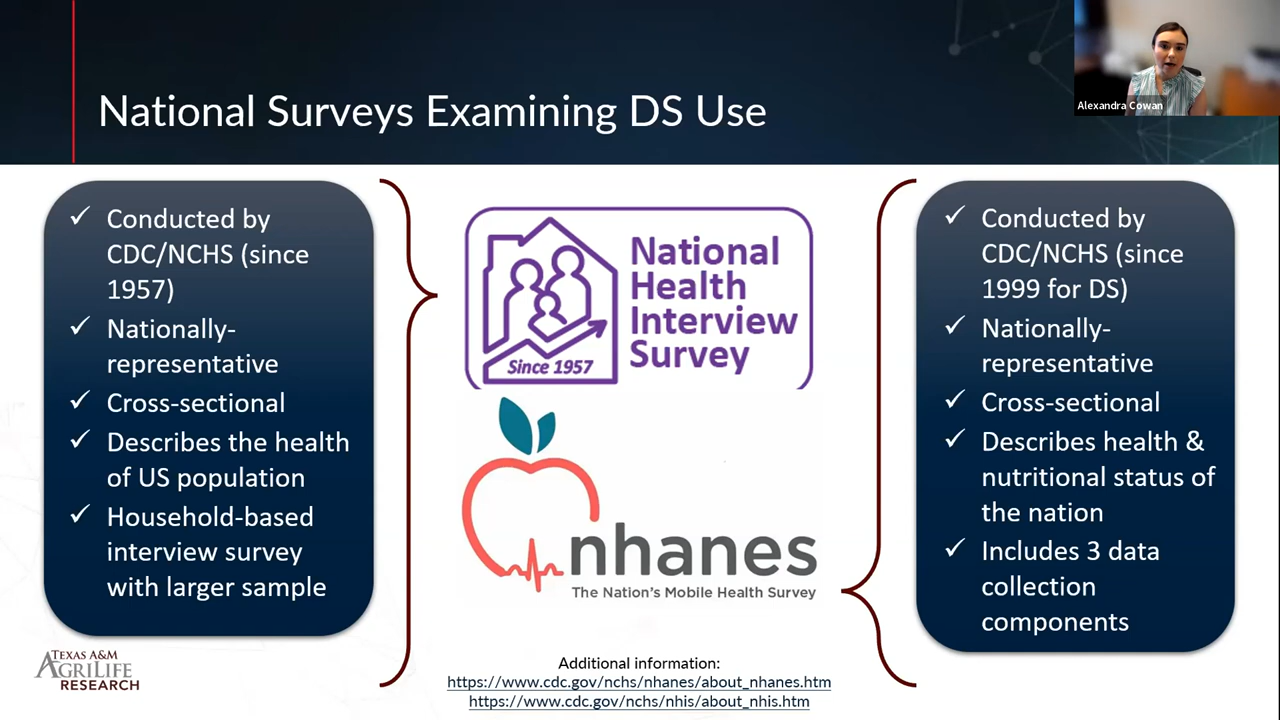 National Surveys Examining DS Use
Alexandra Cowan
✓ Conducted by
CDC/NCHS (since
1957)
✓ Nationally-
representative
✓ Cross-sectional
✓ Describes the health
of US population
✓ Household-based
interview survey
with larger sample
National
Health
Interview
Survey
Since 1957
nhanes
The Nation's Mobile Health Survey
✓ Conducted by
CDC/NCHS (since
1999 for DS)
✓ Nationally-
representative
✓ Cross-sectional
✓ Describes health &
nutritional status of
the nation
✓ Includes 3 data
collection
components
TEXAS A&M
AGRILIFE
RESEARCH
Additional information:
https://www.cdc.gov/nchs/nhanes/about_nhanes.htm
https://www.cdc.gov/nchs/nhis/about_nhis.htm